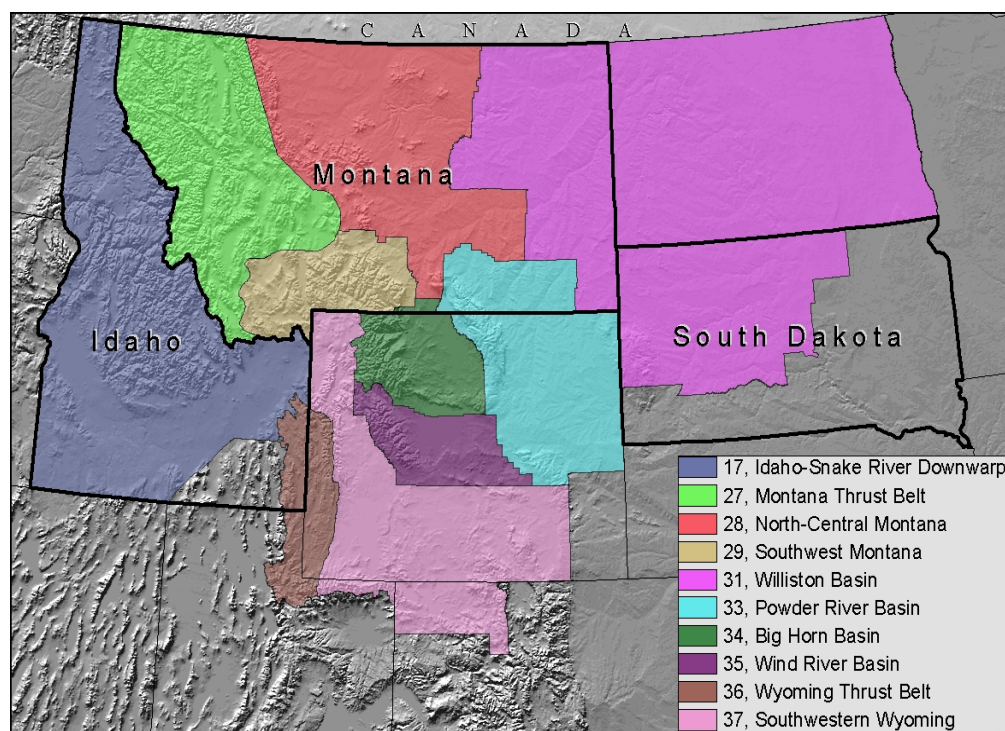 C A N A D A
Montana
Idaho
South Dakota
17, Idaho-Snake River Downwarp
27, Montana Thrust Belt
28, North-Central Montana
29, Southwest Montana
31, Williston Basin
33, Powder River Basin
34, Big Horn Basin
35, Wind River Basin
36, Wyoming Thrust Belt
37, Southwestern Wyoming